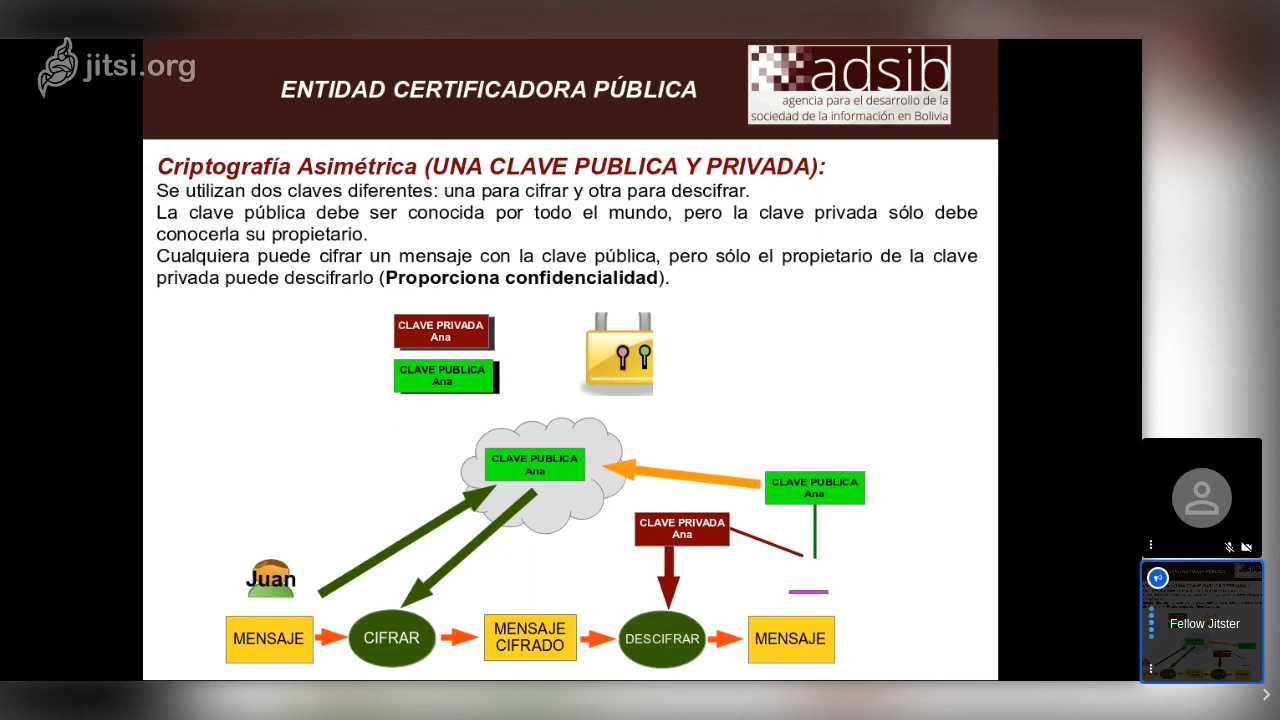 jitsi.org
ENTIDAD CERTIFICADORA PÚBLICA
adsib
agencia para el desarrollo de la
sociedad de la información en Bolivia
Criptografía Asimétrica (UNA CLAVE PUBLICA Y PRIVADA):
Se utilizan dos claves diferentes: una para cifrar y otra para descifrar.
La clave pública debe ser conocida por todo el mundo, pero la clave privada sólo debe
conocerla su propietario.
Cualquiera puede cifrar un mensaje con la clave pública, pero sólo el propietario de la clave
privada puede descifrarlo (Proporciona confidencialidad).
CLAVE PRIVADA
Ana
CLAVE PUBLICA
Ana
CLAVE PUBLICA
Ana
CLAVE PUBLICA
Ana
CLAVE PRIVADA
Ana
Juan
MENSAJE
CIFRAR
MENSAJE
CIFRADO
DESCIFRAR
MENSAJE
Fellow Jitster